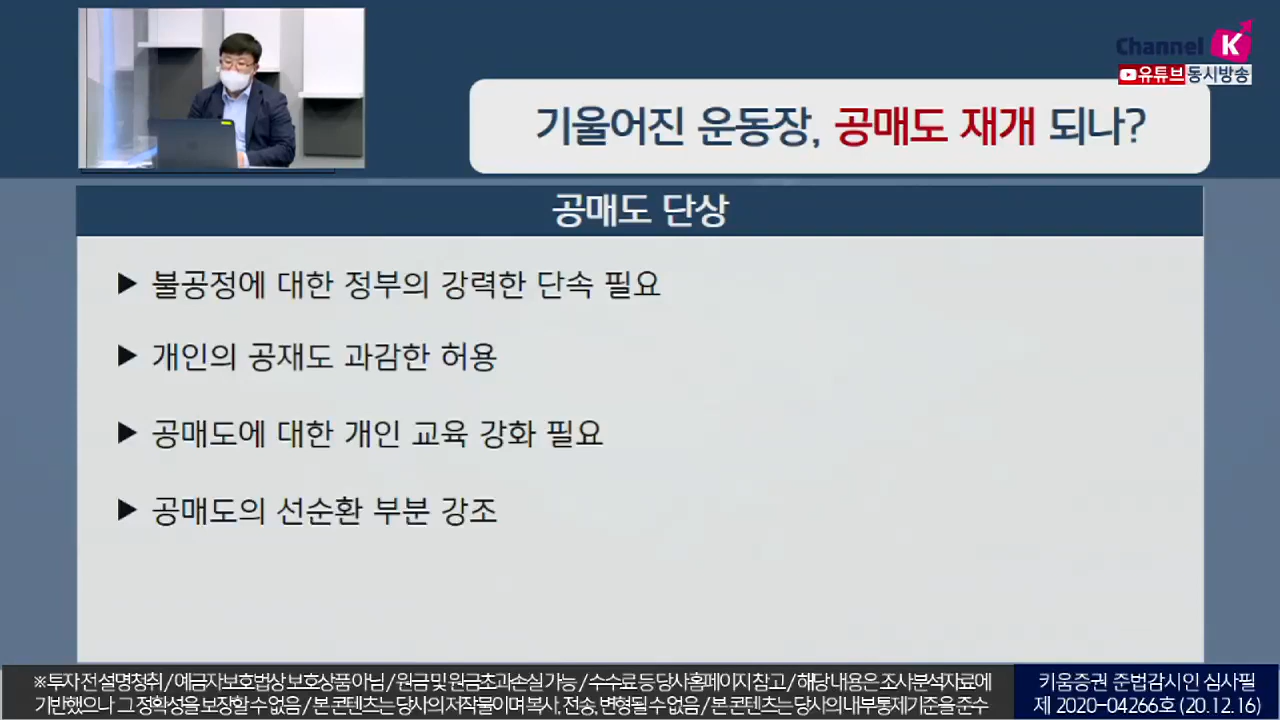 Channel K
유튜브 동시방송
기울어진 운동장, 공매도 재개 되나?
공매도 단상
▶ 불공정에 대한 정부의 강력한 단속 필요
▶ 개인의 공재도 과감한 허용
▶ 공매도에 대한 개인 교육 강화 필요
▶ 공매도의 선순환 부분 강조
※ 투자 전 설명청취 / 예금자보호법상 보호상품 아님 / 원금 및 원금초과손실 가능 / 수수료 등 당사홈페이지 참고 / 해당 내용은 조사분석자료에
기반했으나 그 정확성을 보장할 수 없음 / 본 콘텐츠는 당사의 저작물이며 복사, 전송, 변형될 수 없음 / 본 콘텐츠는 당사의 내부통제기준을 준수
키움증권 준법감시인 심사필
제 2020-04266호 (20.12.16)